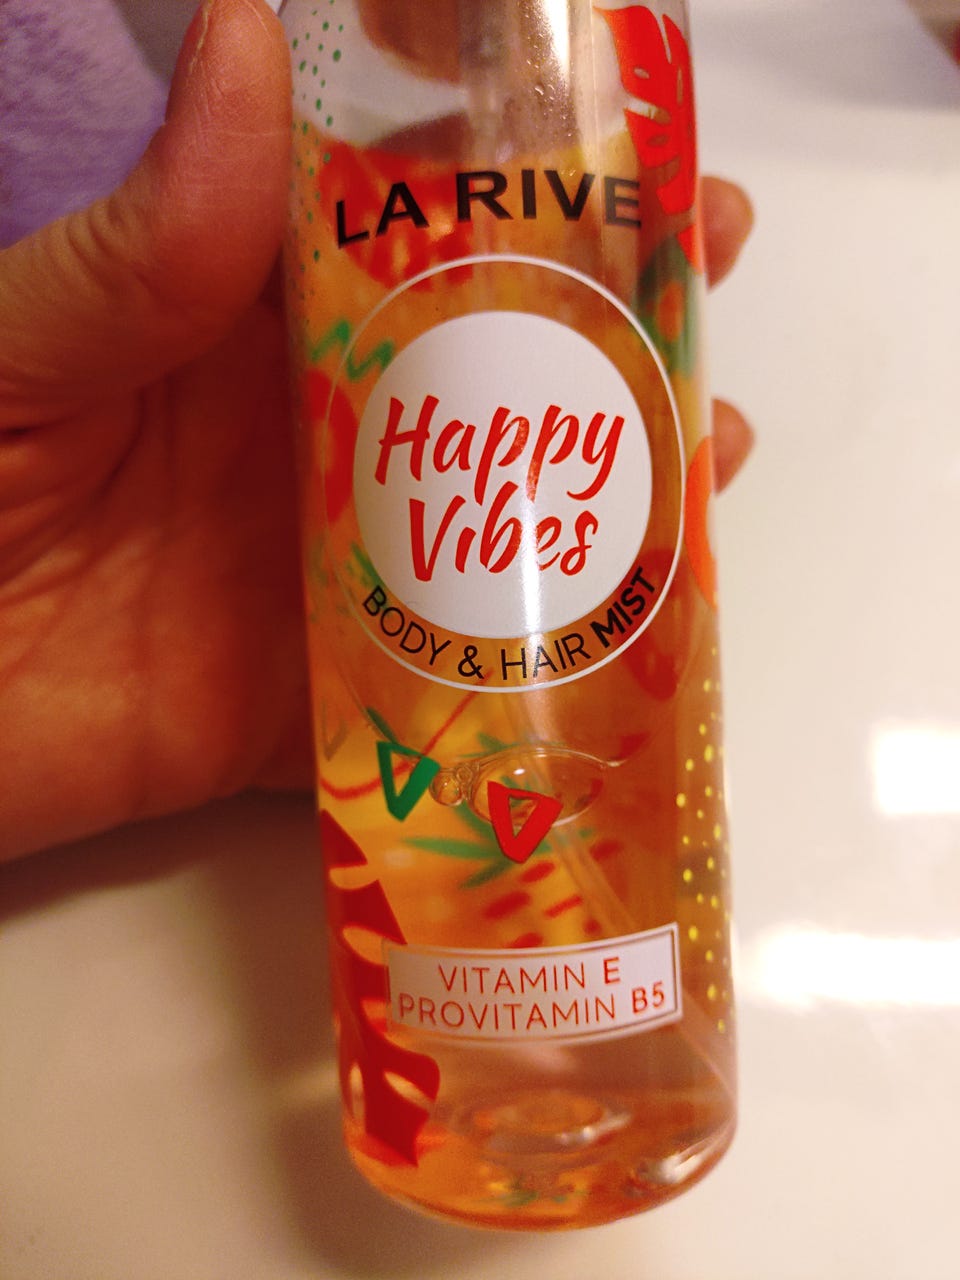 LA RIVE
Happy
Vibes
BODY & HAIR MIST
VITAMIN E
PROVITAMIN B5